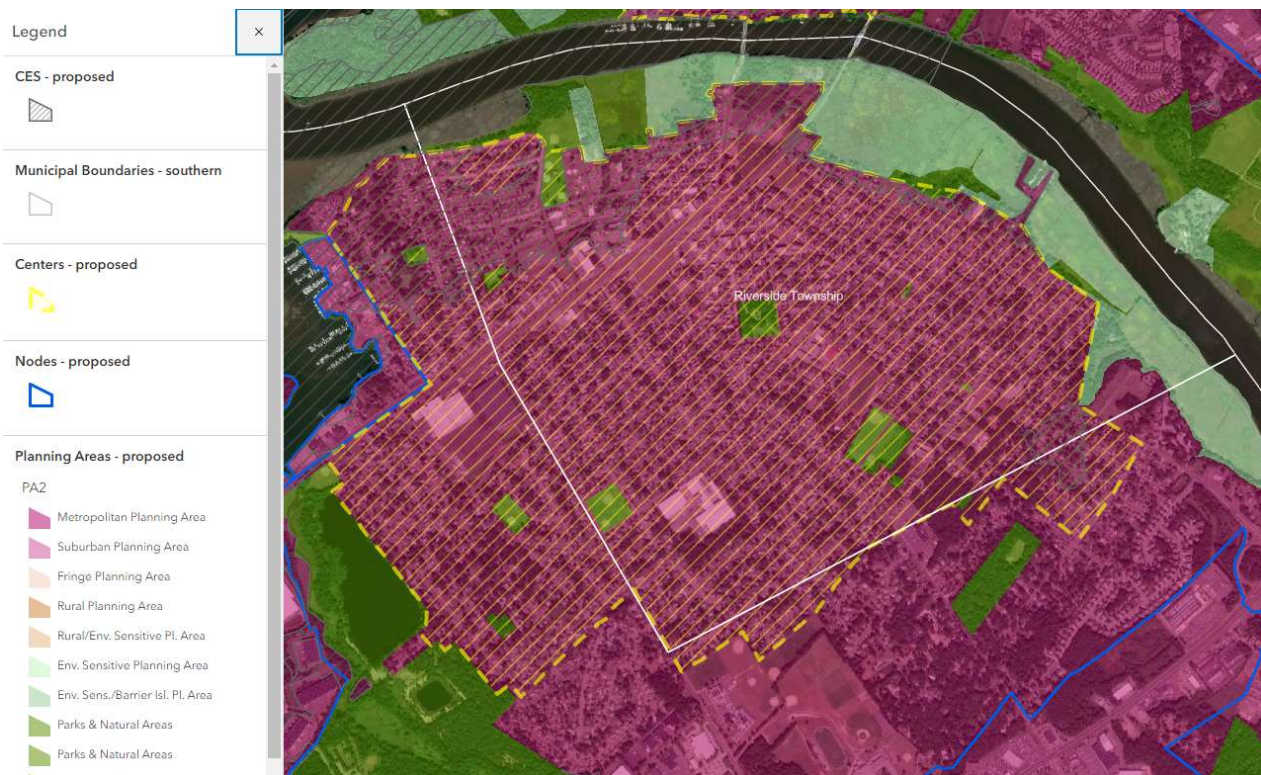 Legend
×
CES - proposed
Municipal Boundaries - southern
Centers - proposed
Nodes - proposed
Planning Areas - proposed
PA2
Metropolitan Planning Area
Suburban Planning Area
Fringe Planning Area
Rural Planning Area
Rural/Env. Sensitive Pl. Area
Env. Sensitive Planning Area
Env. Sens./Barrier Isl. Pl. Area
Parks & Natural Areas
Parks & Natural Areas
Riverside Township